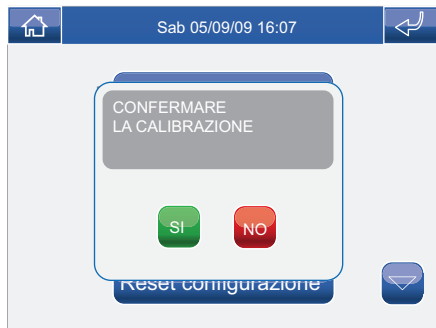 Sab 05/09/09 16:07
CONFERMARE
LA CALIBRAZIONE
SI
NO
Reset configurazione